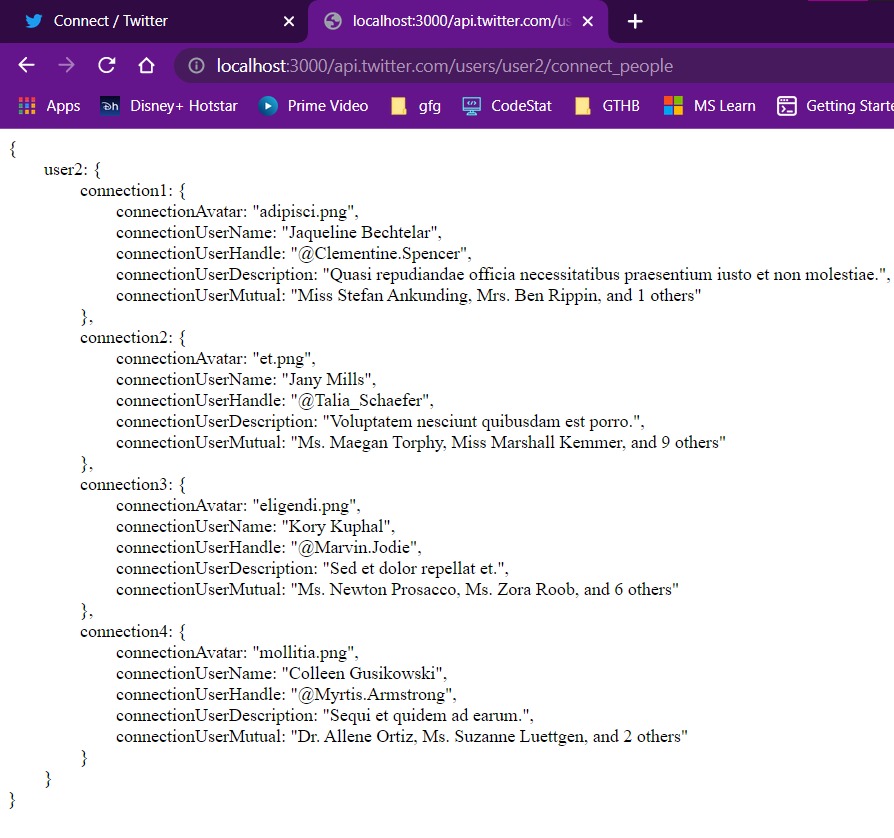 Connect / Twitter
localhost:3000/api.twitter.com/us
localhost:3000/api.twitter.com/users/user2/connect_people
Apps Disney+ Hotstar Prime Video gfg CodeStat GTHB MS Learn Getting Starte
{
user2: {
connection1: {
connectionAvatar: "adipisci.png",
connectionUserName: "Jaqueline Bechtelar",
connectionUserHandle: "@Clementine.Spencer",
connectionUserDescription: "Quasi repudiandae officia necessitatibus praesentium iusto et non molestiae.",
connectionUserMutual: "Miss Stefan Ankunding, Mrs. Ben Rippin, and 1 others"
},
connection2: {
connectionAvatar: "et.png",
connectionUserName: "Jany Mills",
connectionUserHandle: "@Talia_Schaefer",
connectionUserDescription: "Voluptatem nesciunt quibusdam est porro.",
connectionUserMutual: "Ms. Maegan Torphy, Miss Marshall Kemmer, and 9 others"
},
connection3: {
connectionAvatar: "eligendi.png",
connectionUserName: "Kory Kuphal",
connectionUserHandle: "@Marvin.Jodie",
connectionUserDescription: "Sed et dolor repellat et.",
connectionUserMutual: "Ms. Newton Prosacco, Ms. Zora Roob, and 6 others"
},
connection4: {
connectionAvatar: "mollitia.png",
connectionUserName: "Colleen Gusikowski",
connectionUserHandle: "@Myrtis.Armstrong",
connectionUserDescription: "Sequi et quidem ad earum.",
connectionUserMutual: "Dr. Allene Ortiz, Ms. Suzanne Luettgen, and 2 others"
}
}
}